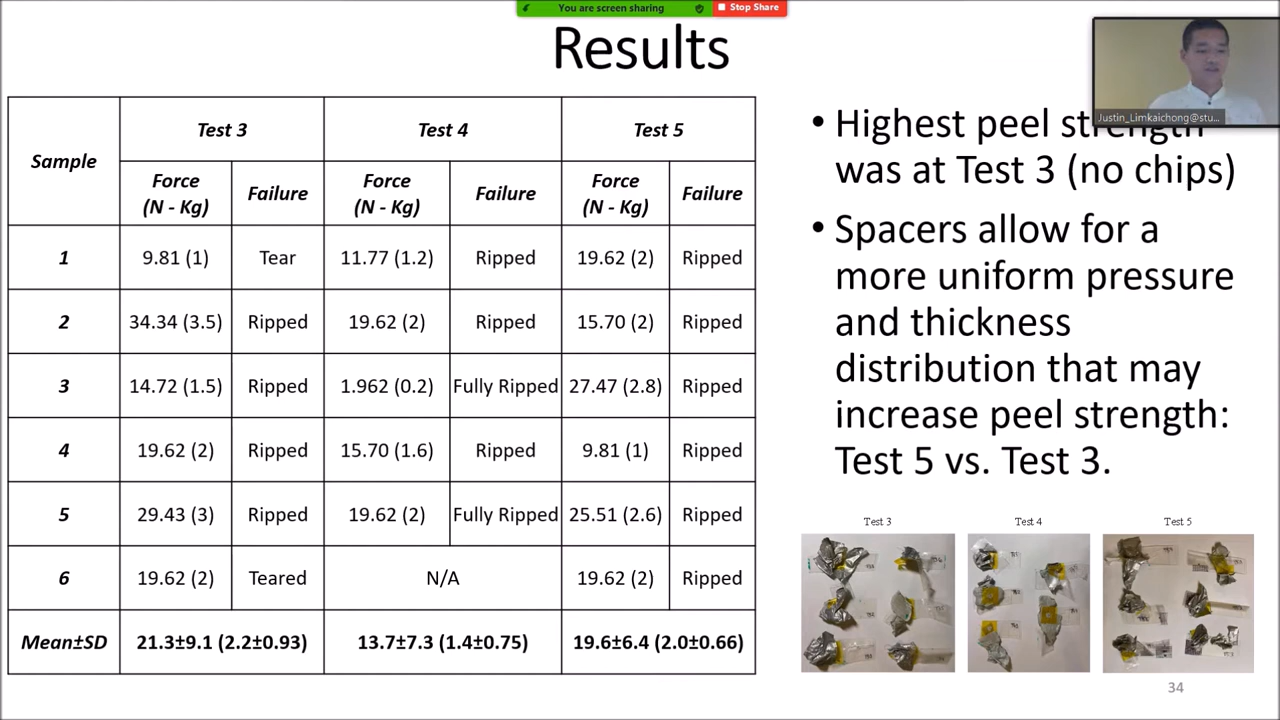 You are screen sharing
Stop Share
Results
Justin_Limkaichong@stu...
Sample
Test 3
Test 4
Test 5
Force
(N - Kg)
Failure
Force
(N - Kg)
Failure
Force
(N - Kg)
Failure
1 9.81 (1) Tear 11.77 (1.2) Ripped 19.62 (2) Ripped
2 34.34 (3.5) Ripped 19.62 (2) Ripped 15.70 (2) Ripped
3 14.72 (1.5) Ripped 1.962 (0.2) Fully Ripped 27.47 (2.8) Ripped
4 19.62 (2) Ripped 15.70 (1.6) Ripped 9.81 (1) Ripped
5 29.43 (3) Ripped 19.62 (2) Fully Ripped 25.51 (2.6) Ripped
6 19.62 (2) Teared N/A 19.62 (2) Ripped
Mean±SD 21.3±9.1 (2.2±0.93) 13.7±7.3 (1.4±0.75) 19.6±6.4 (2.0±0.66)
• Highest peel strength
was at Test 3 (no chips)
• Spacers allow for a
more uniform pressure
and thickness
distribution that may
increase peel strength:
Test 5 vs. Test 3.
Test 3
Test 4
Test 5
34